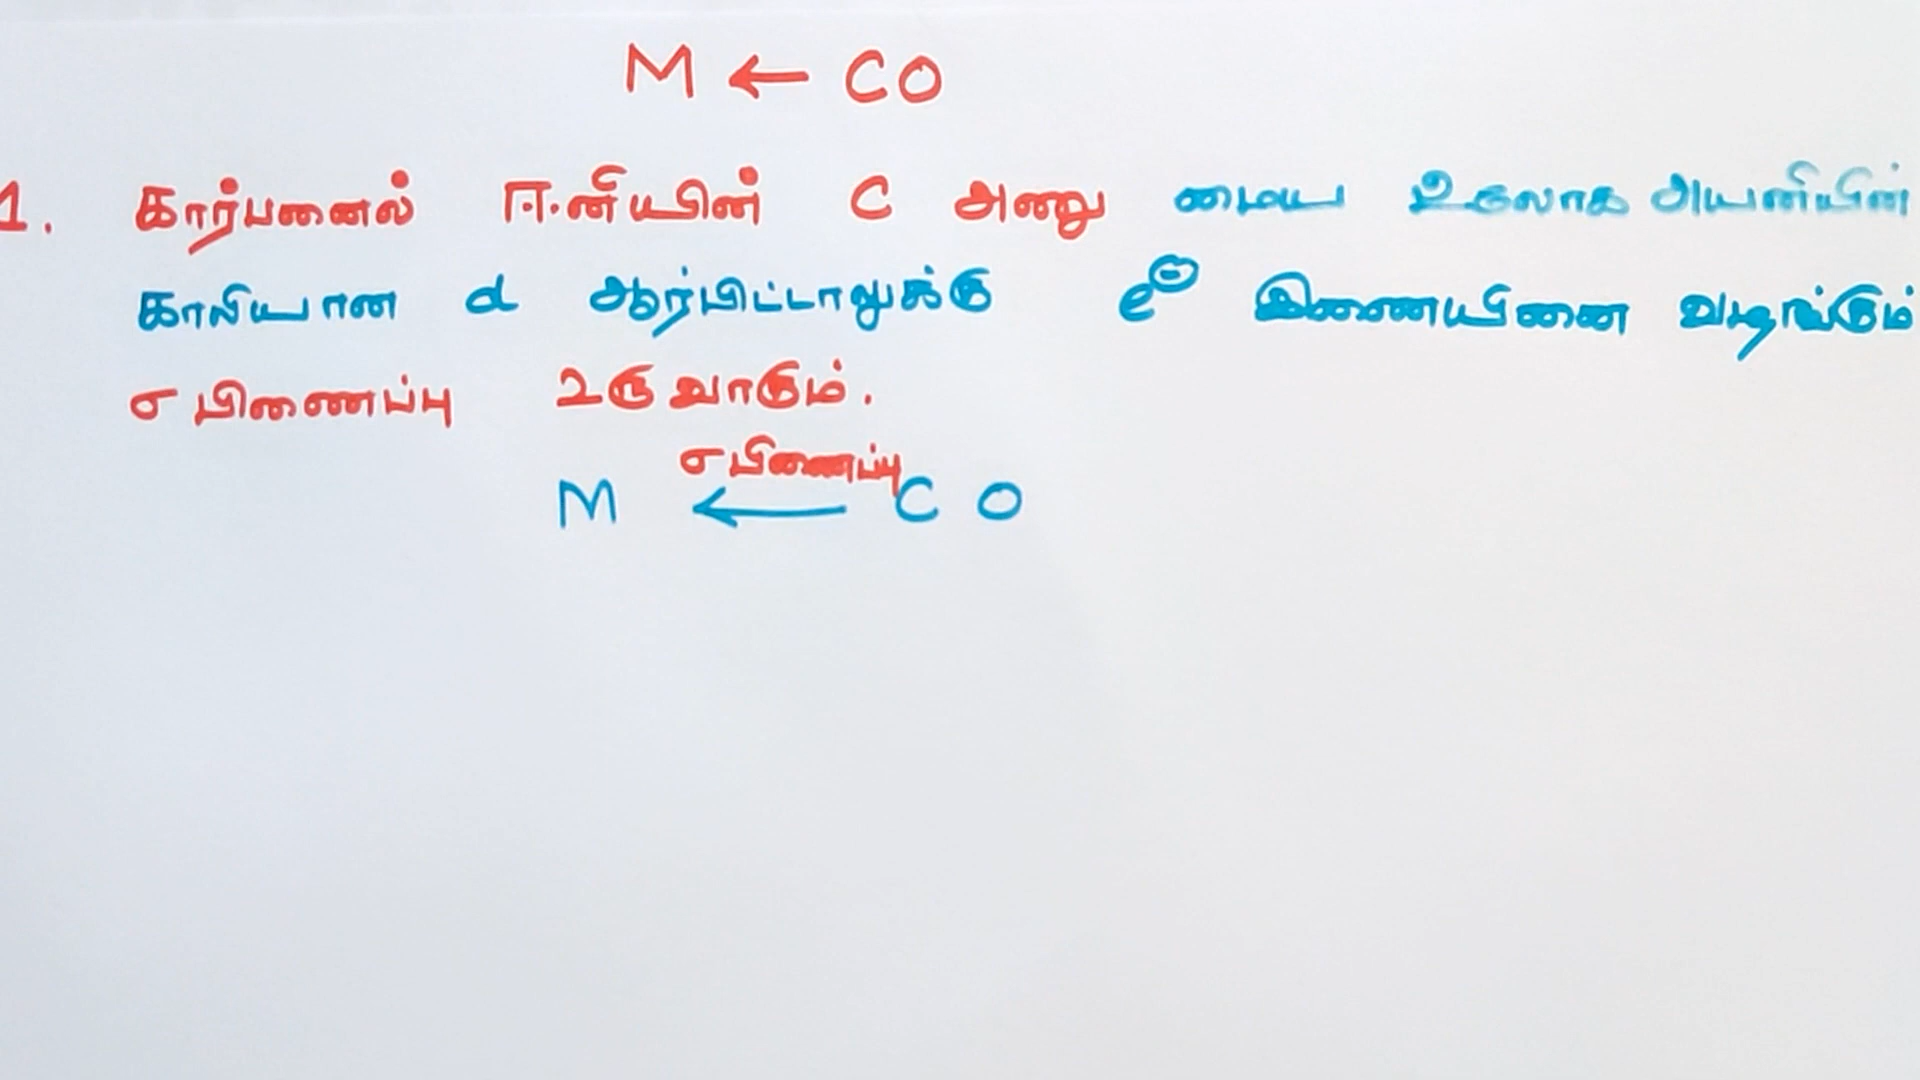 M ← CO
1. கார்பனைல் ஈனியின் C அணு மைய உலோக அயனியின்
காலியான d ஆர்பிட்டாலுக்கு e⊖ இணையினை வழங்கும்
σ பிணைப்பு உருவாகும்.
σ பிணைப்பு
M ← C O